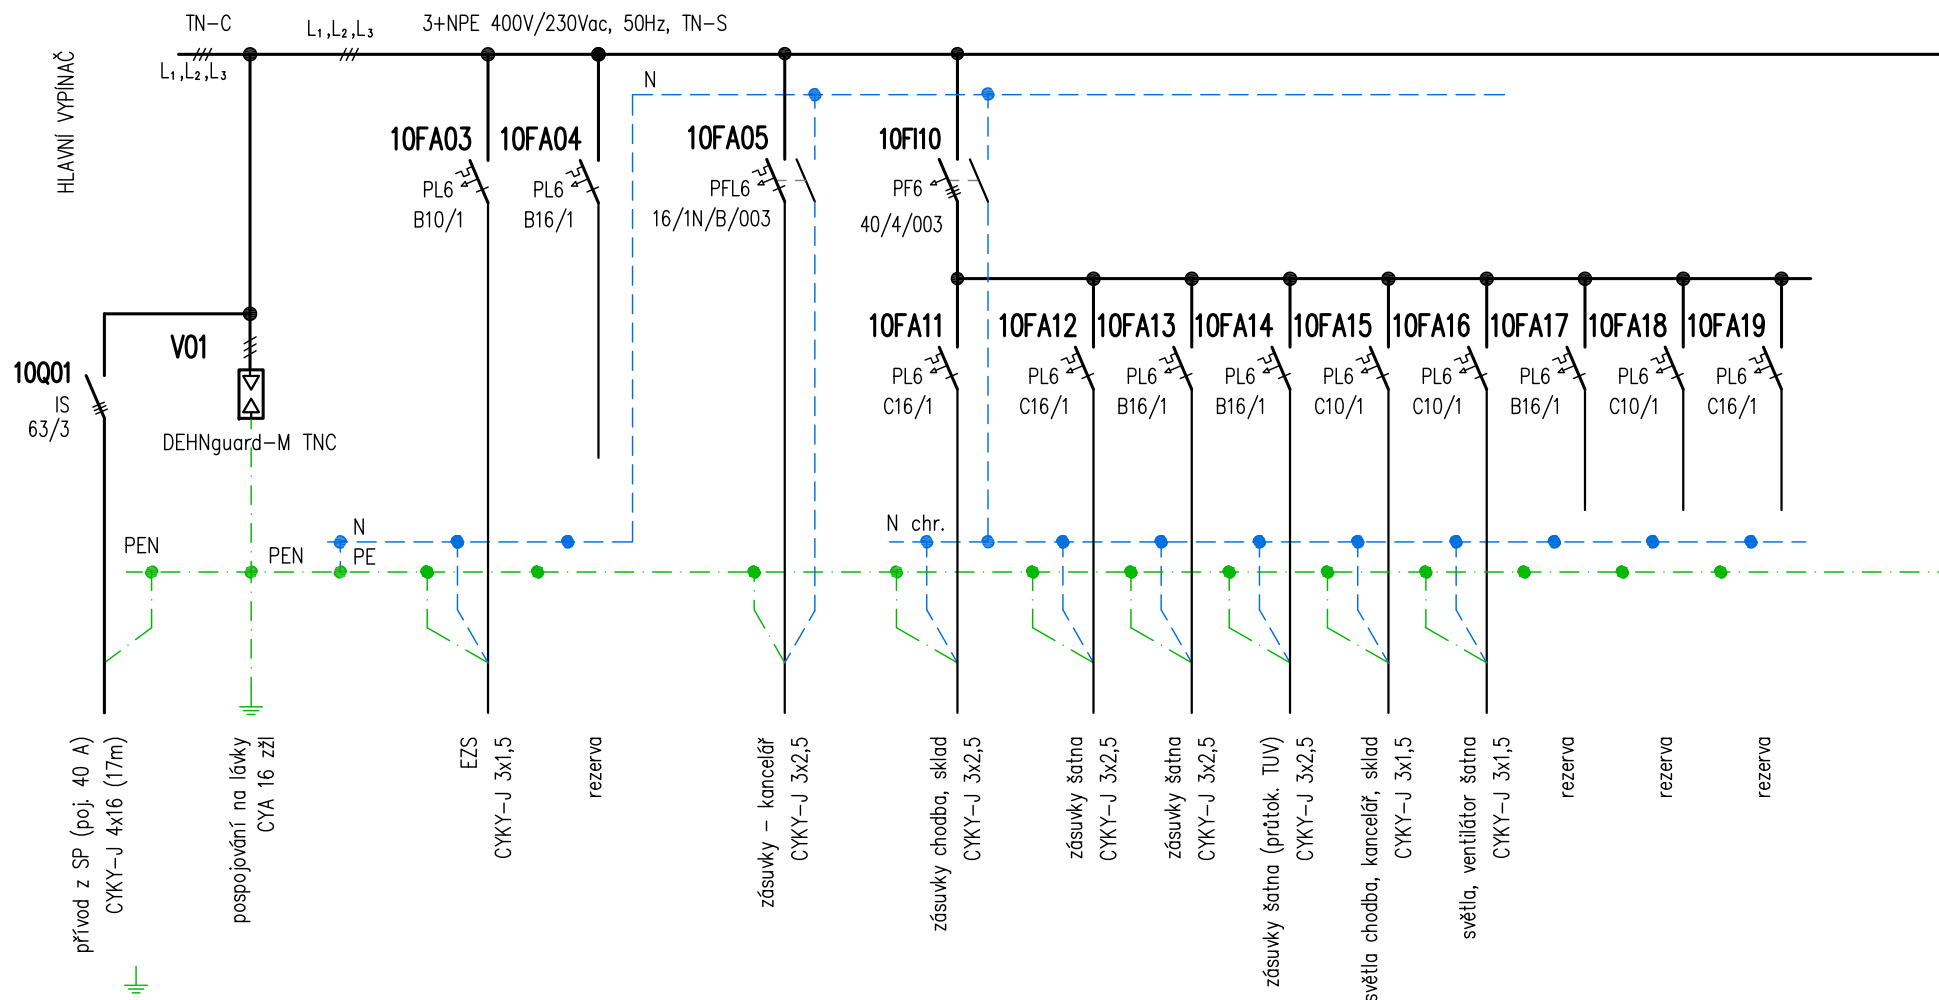 TN-C
L₁,L₂,L₃
3+NPE 400V/230Vac, 50Hz, TN-S
L₁,L₂,L₃
HLAVNÍ VYPÍNAČ
N
10FA03
PL6
B10/1
10FA04
PL6
B16/1
10FA05
PFL6
16/1N/B/003
10FI10
PF6
40/4/003
10Q01
IS
63/3
V01
DEHNguard-M TNC
10FA11
PL6
C16/1
10FA12
PL6
C16/1
10FA13
PL6
B16/1
10FA14
PL6
B16/1
10FA15
PL6
C10/1
10FA16
PL6
C10/1
10FA17
PL6
B16/1
10FA18
PL6
C10/1
10FA19
PL6
C16/1
PEN
PEN
N
PE
N chr.
přívod z SP (poj. 40 A)
CYKY-J 4x16 (17m)
pospojování na lávky
CYA 16 zžl
EZS
CYKY-J 3x1,5
rezerva
zásuvky - kancelář
CYKY-J 3x2,5
zásuvky chodba, sklad
CYKY-J 3x2,5
zásuvky šatna
CYKY-J 3x2,5
zásuvky šatna
CYKY-J 3x2,5
zásuvky šatna (průtok. TUV)
CYKY-J 3x2,5
světla chodba, kancelář, sklad
CYKY-J 3x1,5
světla, ventilátor šatna
CYKY-J 3x1,5
rezerva
rezerva
rezerva